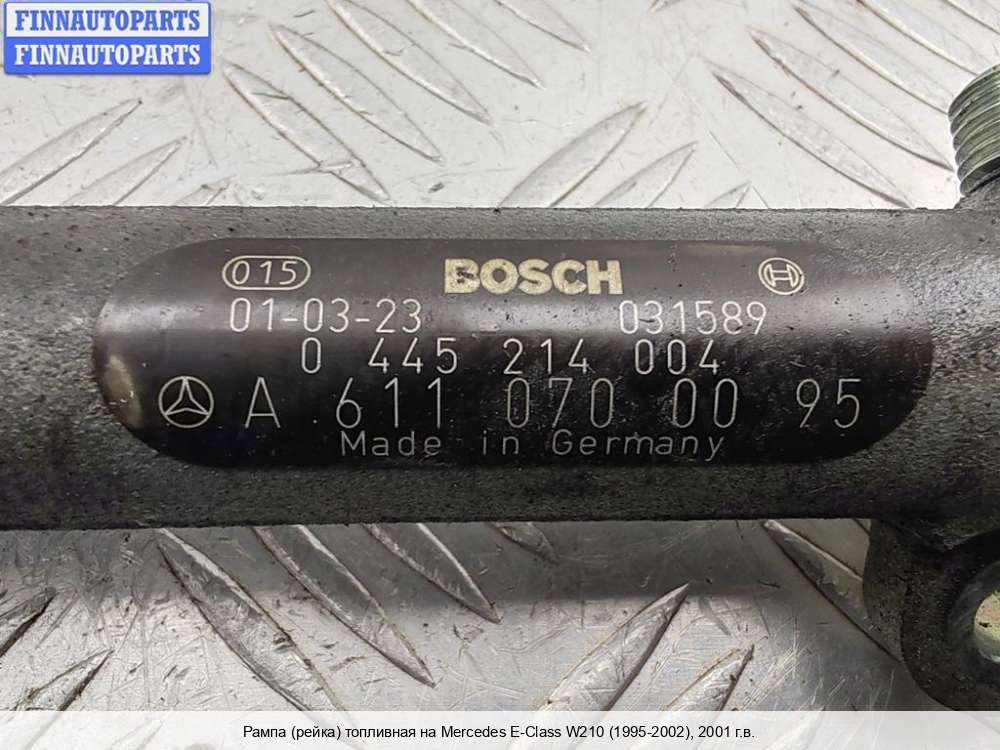 FINNAUTOPARTS
FINNAUTOPARTS
015 BOSCH
01-03-23 031589
0 445 214 004
A 611 070 00 95
Made in Germany
Рампа (рейка) топливная на Mercedes E-Class W210 (1995-2002), 2001 г.в.